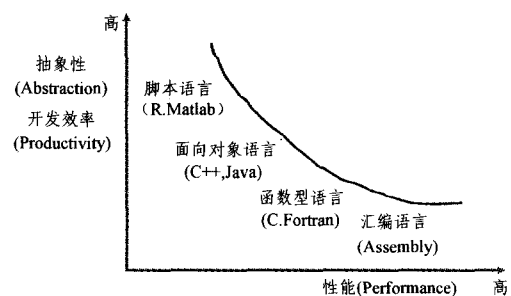 高
抽象性
(Abstraction)
开发效率
(Productivity)
脚本语言
(R.Matlab)
面向对象语言
(C++,Java)
函数型语言
(C.Fortran)
汇编语言
(Assembly)
性能(Performance) 高